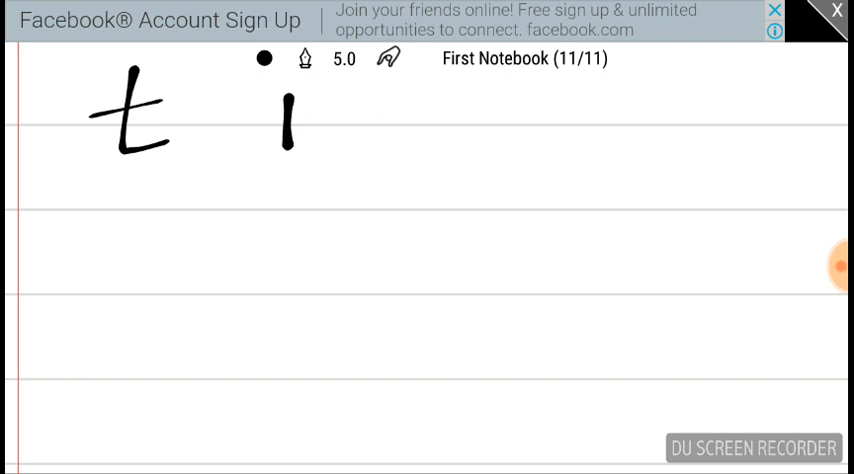 Facebook® Account Sign Up
Join your friends online! Free sign up & unlimited
opportunities to connect. facebook.com
X
5.0 First Notebook (11/11)
t ı
DU SCREEN RECORDER